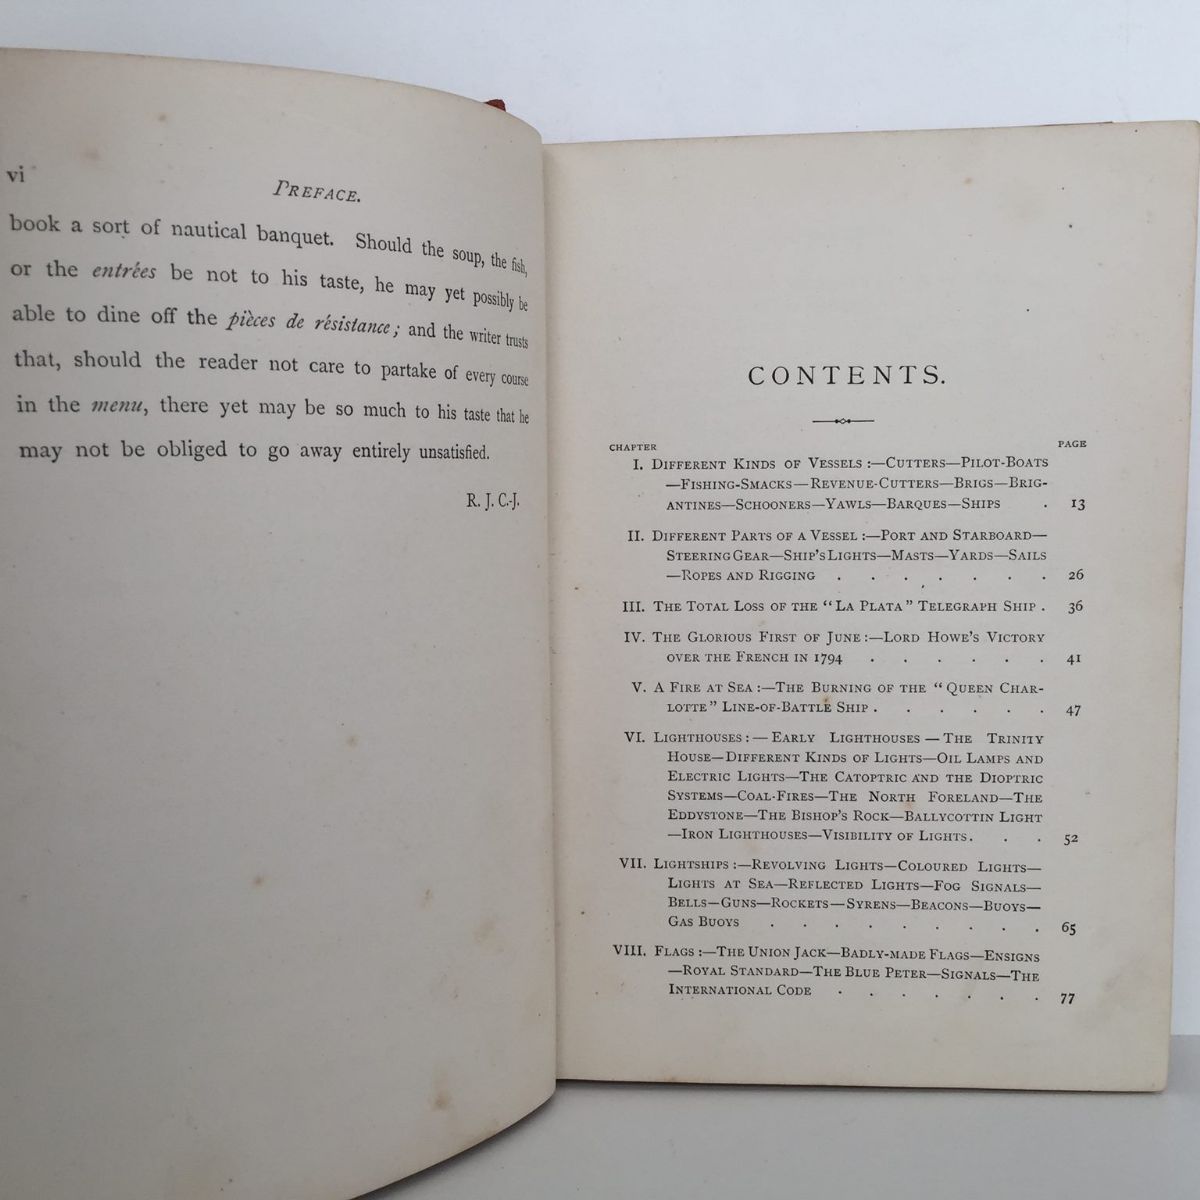 vi
PREFACE.
book a sort of nautical banquet. Should the soup, the fish,
or the entrées be not to his taste, he may yet possibly be
able to dine off the pièces de résistance; and the writer trusts
that, should the reader not care to partake of every course
in the menu, there yet may be so much to his taste that he
may not be obliged to go away entirely unsatisfied.
R. J. C.-J.
CONTENTS.
CHAPTER PAGE
I. DIFFERENT KINDS OF VESSELS :—CUTTERS—PILOT-BOATS
—FISHING-SMACKS—REVENUE-CUTTERS—BRIGS—BRIG-
ANTINES—SCHOONERS—YAWLS—BARQUES—SHIPS . 13
II. DIFFERENT PARTS OF A VESSEL :—PORT AND STARBOARD—
STEERING GEAR—SHIP'S LIGHTS—MASTS—YARDS—SAILS
—ROPES AND RIGGING . . . . . . . 26
III. THE TOTAL LOSS OF THE "LA PLATA" TELEGRAPH SHIP . 36
IV. THE GLORIOUS FIRST OF JUNE :—LORD HOWE'S VICTORY
OVER THE FRENCH IN 1794 . . . . . . 41
V. A FIRE AT SEA :—THE BURNING OF THE "QUEEN CHAR-
LOTTE" LINE-OF-BATTLE SHIP . . . . . . 47
VI. LIGHTHOUSES : — EARLY LIGHTHOUSES — THE TRINITY
HOUSE—DIFFERENT KINDS OF LIGHTS—OIL LAMPS AND
ELECTRIC LIGHTS—THE CATOPTRIC AND THE DIOPTRIC
SYSTEMS—COAL-FIRES—THE NORTH FORELAND—THE
EDDYSTONE—THE BISHOP'S ROCK—BALLYCOTTIN LIGHT
—IRON LIGHTHOUSES—VISIBILITY OF LIGHTS . . . 52
VII. LIGHTSHIPS :—REVOLVING LIGHTS—COLOURED LIGHTS—
LIGHTS AT SEA—REFLECTED LIGHTS—FOG SIGNALS—
BELLS—GUNS—ROCKETS—SYRENS—BEACONS—BUOYS—
GAS BUOYS . . . . . . . . . 65
VIII. FLAGS :—THE UNION JACK—BADLY-MADE FLAGS—ENSIGNS
—ROYAL STANDARD—THE BLUE PETER—SIGNALS—THE
INTERNATIONAL CODE . . . . . . . 77